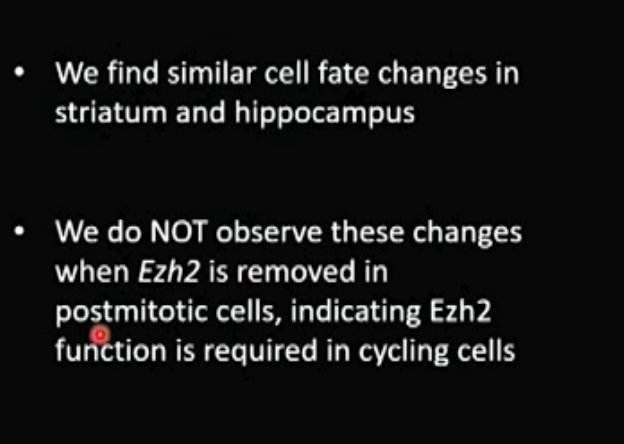 • We find similar cell fate changes in
striatum and hippocampus
• We do NOT observe these changes
when Ezh2 is removed in
postmitotic cells, indicating Ezh2
function is required in cycling cells